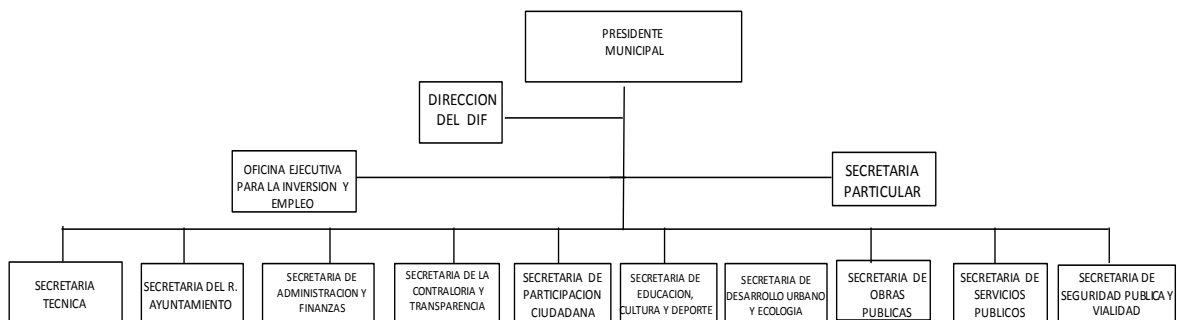 PRESIDENTE
MUNICIPAL
DIRECCION
DEL DIF
OFICINA EJECUTIVA
PARA LA INVERSION Y
EMPLEO
SECRETARIA
PARTICULAR
SECRETARIA
TECNICA
SECRETARIA DEL R.
AYUNTAMIENTO
SECRETARIA DE
ADMINISTRACION Y
FINANZAS
SECRETARIA DE LA
CONTRALORIA Y
TRANSPARENCIA
SECRETARIA DE
PARTICIPACION
CIUDADANA
SECRETARIA DE
EDUCACION,
CULTURA Y DEPORTE
SECRETARIA DE
DESARROLLO URBANO
Y ECOLOGIA
SECRETARIA DE
OBRAS
PUBLICAS
SECRETARIA DE
SERVICIOS
PUBLICOS
SECRETARIA DE
SEGURIDAD PUBLICA Y
VIALIDAD